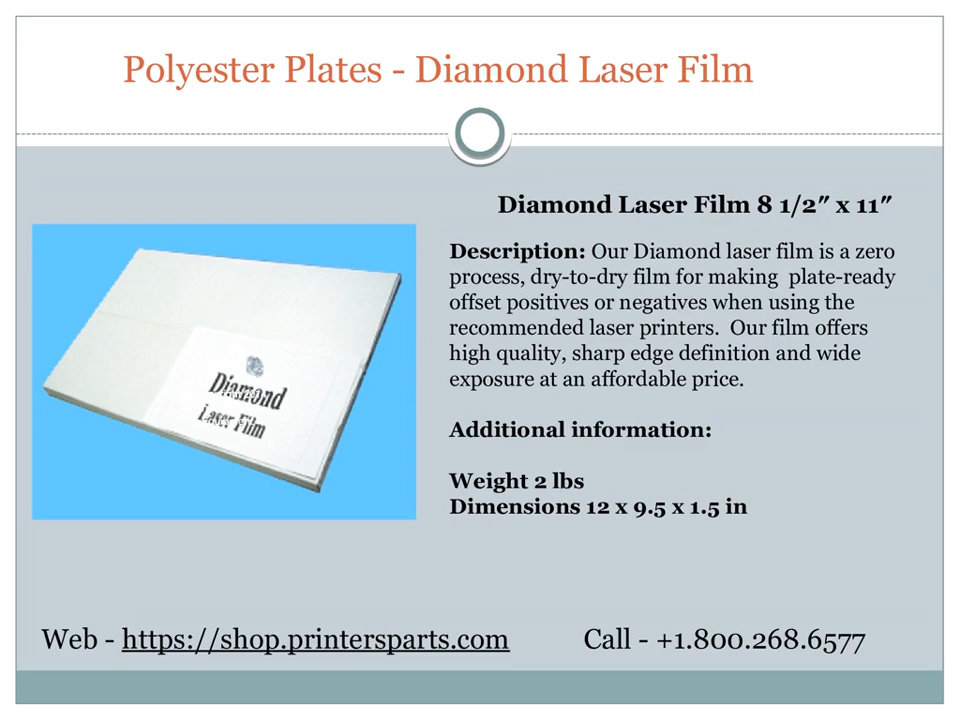 Polyester Plates - Diamond Laser Film
Diamond Laser Film 8 1/2″ x 11″
Diamond
Laser Film
Description: Our Diamond laser film is a zero
process, dry-to-dry film for making plate-ready
offset positives or negatives when using the
recommended laser printers. Our film offers
high quality, sharp edge definition and wide
exposure at an affordable price.
Additional information:
Weight 2 lbs
Dimensions 12 x 9.5 x 1.5 in
Web - https://shop.printersparts.com
Call - +1.800.268.6577